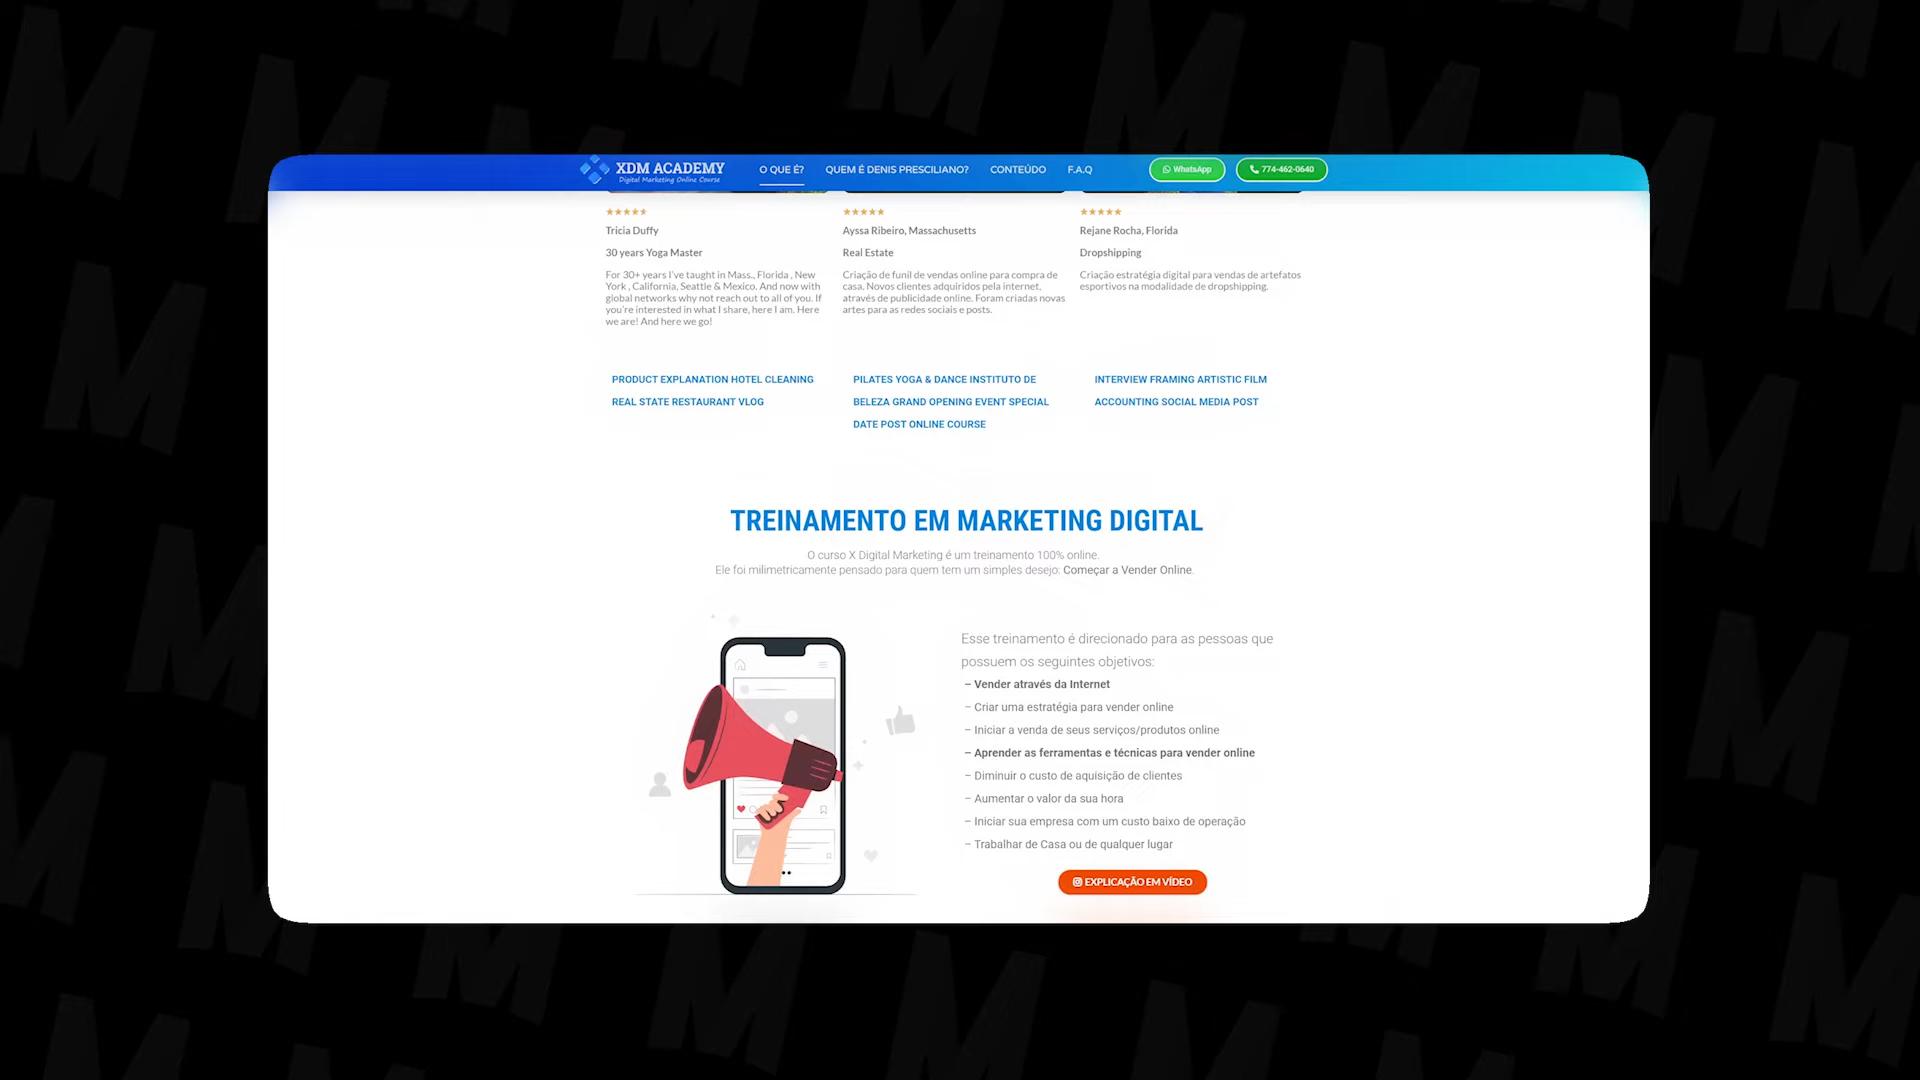 XDM ACADEMY
Digital Marketing Online Course
O QUE É?
QUEM É DENIS PRESCILIANO?
CONTEÚDO
F.A.Q
WhatsApp
774-462-0640
Tricia Duffy
30 years Yoga Master
For 30+ years I've taught in Mass., Florida , New
York , California, Seattle & Mexico. And now with
global networks why not reach out to all of you. If
you're interested in what I share, here I am. Here
we are! And here we go!
Ayssa Ribeiro, Massachusetts
Real Estate
Criação de funil de vendas online para compra de
casa. Novos clientes adquiridos pela internet,
através de publicidade online. Foram criadas novas
artes para as redes sociais e posts.
Rejane Rocha, Florida
Dropshipping
Criação estratégia digital para vendas de artefatos
esportivos na modalidade de dropshipping.
PRODUCT EXPLANATION HOTEL CLEANING
REAL STATE RESTAURANT VLOG
PILATES YOGA & DANCE INSTITUTO DE
BELEZA GRAND OPENING EVENT SPECIAL
DATE POST ONLINE COURSE
INTERVIEW FRAMING ARTISTIC FILM
ACCOUNTING SOCIAL MEDIA POST
TREINAMENTO EM MARKETING DIGITAL
O curso X Digital Marketing é um treinamento 100% online.
Ele foi milimetricamente pensado para quem tem um simples desejo: Começar a Vender Online.
Esse treinamento é direcionado para as pessoas que
possuem os seguintes objetivos:
– Vender através da Internet
– Criar uma estratégia para vender online
– Iniciar a venda de seus serviços/produtos online
– Aprender as ferramentas e técnicas para vender online
– Diminuir o custo de aquisição de clientes
– Aumentar o valor da sua hora
– Iniciar sua empresa com um custo baixo de operação
– Trabalhar de Casa ou de qualquer lugar
EXPLICAÇÃO EM VÍDEO